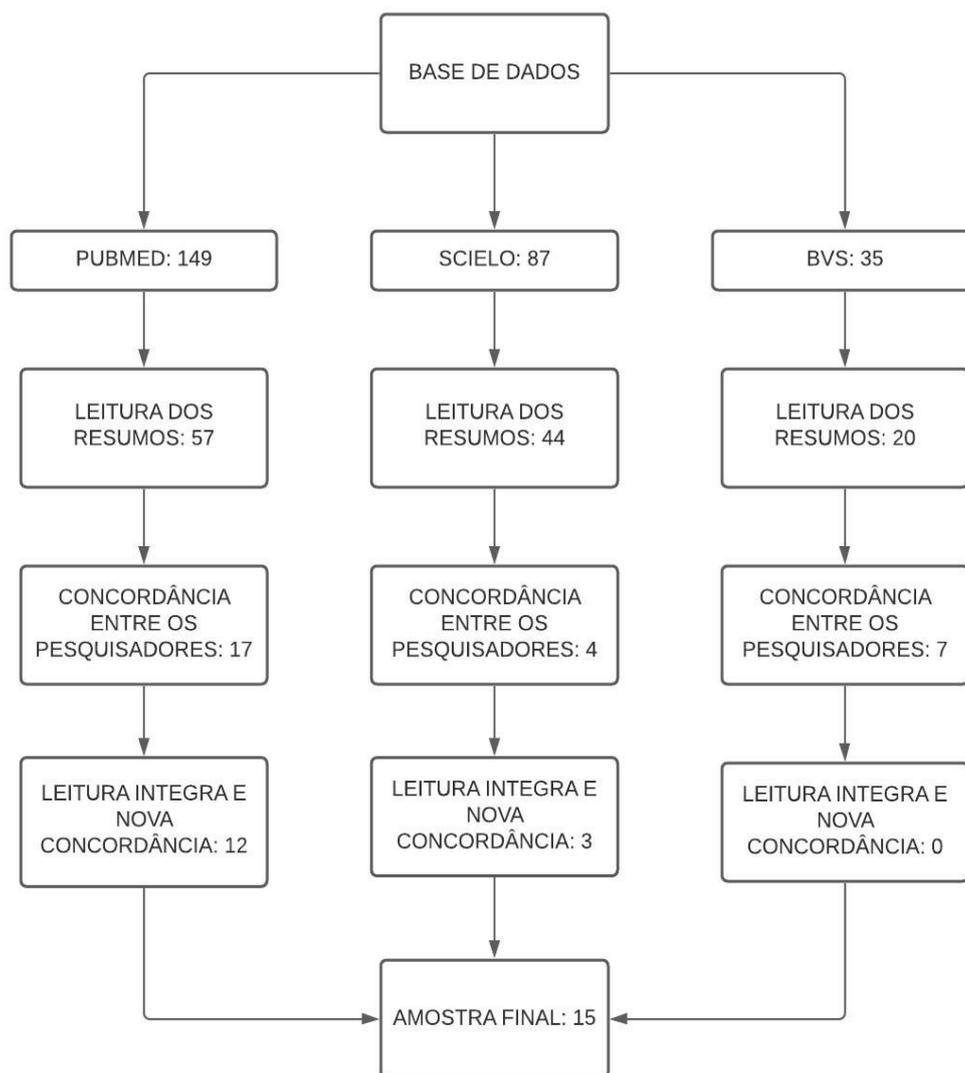 BASE DE DADOS
PUBMED: 149
SCIELO: 87
BVS: 35
LEITURA DOS
RESUMOS: 57
LEITURA DOS
RESUMOS: 44
LEITURA DOS
RESUMOS: 20
CONCORDÂNCIA
ENTRE OS
PESQUISADORES: 17
CONCORDÂNCIA
ENTRE OS
PESQUISADORES: 4
CONCORDÂNCIA
ENTRE OS
PESQUISADORES: 7
LEITURA INTEGRA E
NOVA
CONCORDÂNCIA: 12
LEITURA INTEGRA E
NOVA
CONCORDÂNCIA: 3
LEITURA INTEGRA E
NOVA
CONCORDÂNCIA: 0
AMOSTRA FINAL: 15